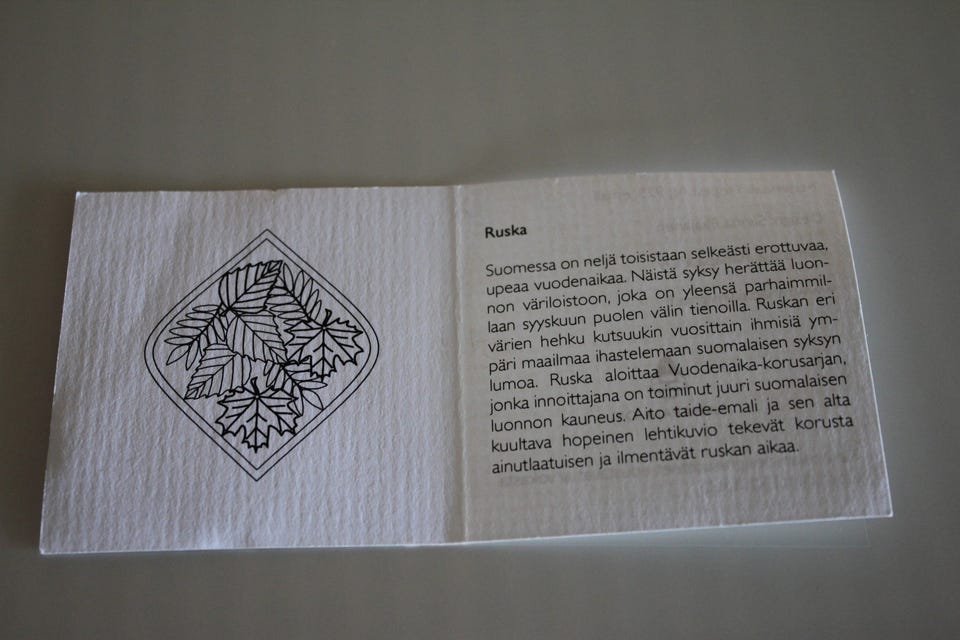 Ruska
Suomessa on neljä toisistaan selkeästi erottuvaa,
upeaa vuodenaikaa. Näistä syksy herättää luon-
non väriloistoon, joka on yleensä parhaimmil-
laan syyskuun puolen välin tienoilla. Ruskan eri
värien hehku kutsuukin vuosittain ihmisiä ym-
päri maailmaa ihastelemaan suomalaisen syksyn
lumoa. Ruska aloittaa Vuodenaika-korusarjan,
jonka innoittajana on toiminut juuri suomalaisen
luonnon kauneus. Aito taide-emali ja sen alta
kuultava hopeinen lehtikuvio tekevät korusta
ainutlaatuisen ja ilmentävät ruskan aikaa.